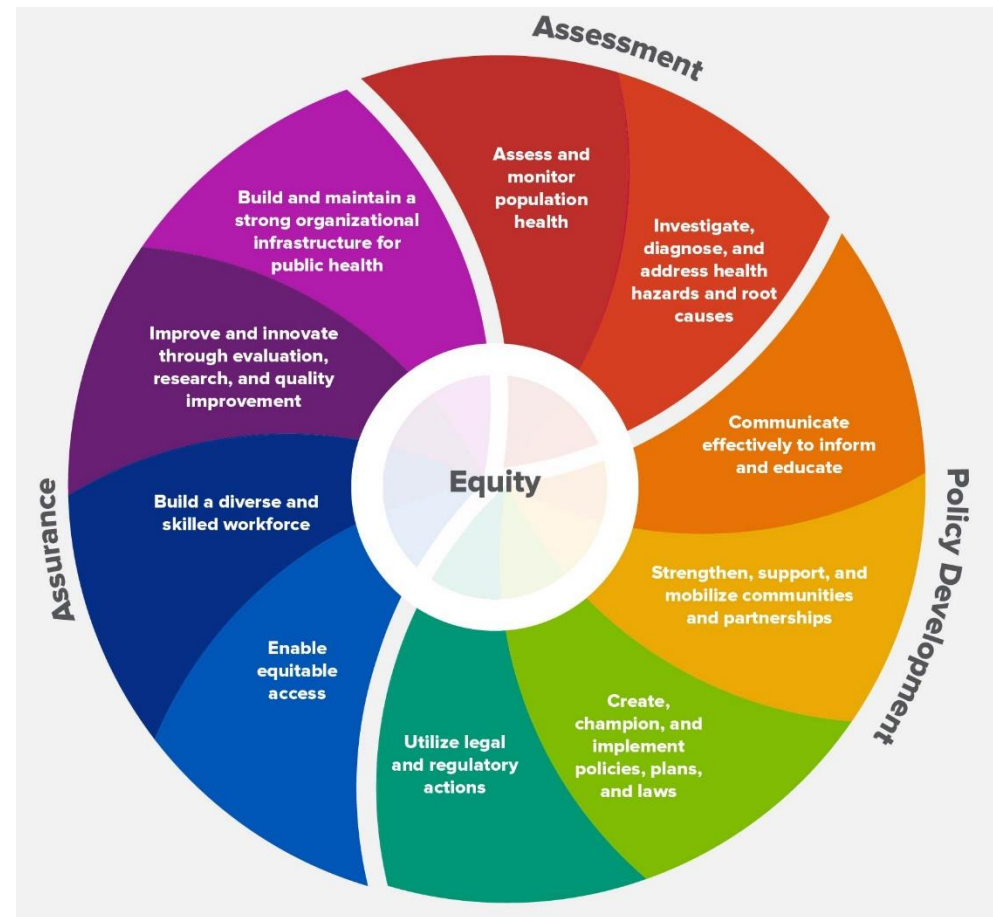 Assessment
Assess and
monitor
population
health
Investigate,
diagnose, and
address health
hazards and root
causes
Policy Development
Communicate
effectively to inform
and educate
Strengthen, support, and
mobilize communities
and partnerships
Create,
champion, and
implement
policies, plans,
and laws
Utilize legal
and regulatory
actions
Assurance
Enable
equitable
access
Build a diverse and
skilled workforce
Improve and innovate
through evaluation,
research, and quality
improvement
Build and maintain a
strong organizational
infrastructure for
public health
Equity